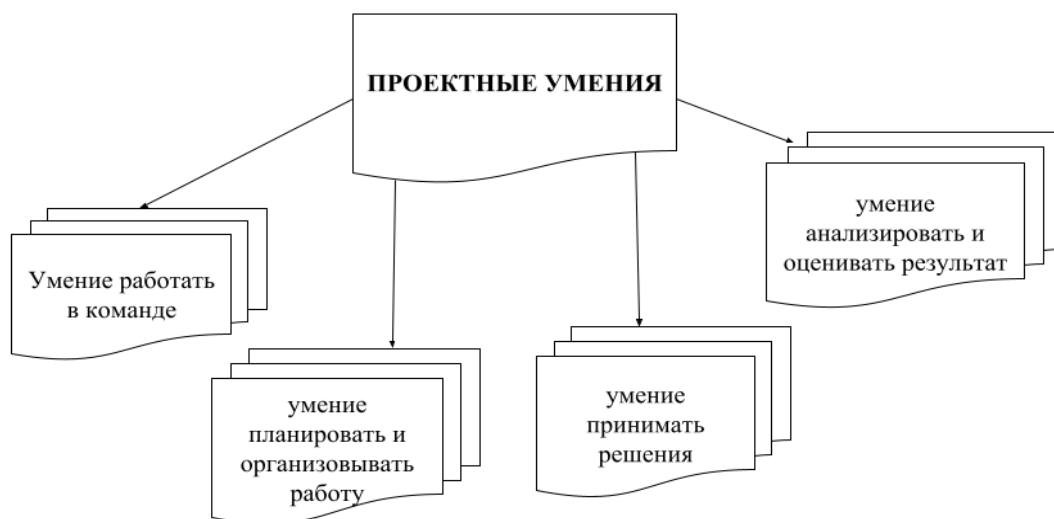 ПРОЕКТНЫЕ УМЕНИЯ
Умение работать
в команде
умение
планировать и
организовывать
работу
умение
принимать
решения
умение
анализировать и
оценивать результат